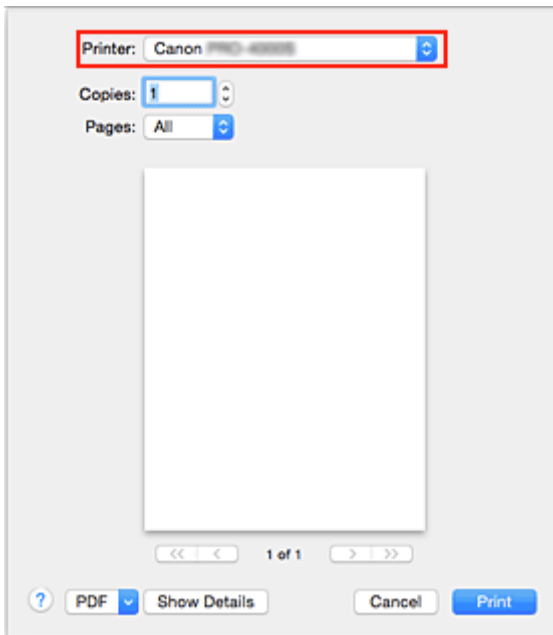 Printer: Canon
Copies: 1
Pages: All
<< < 1 of 1 > >>
? PDF Show Details Cancel Print